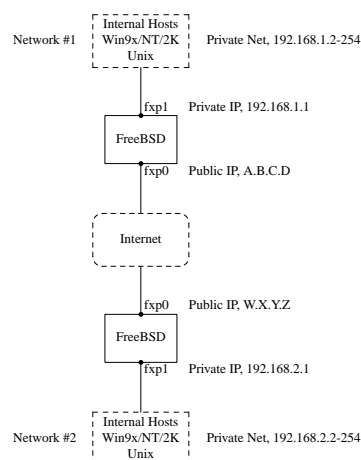 Internal Hosts
Network #1 Win9x/NT/2K Private Net, 192.168.1.2-254
Unix
fxp1 Private IP, 192.168.1.1
FreeBSD
fxp0 Public IP, A.B.C.D
Internet
fxp0 Public IP, W.X.Y.Z
FreeBSD
fxp1 Private IP, 192.168.2.1
Internal Hosts
Network #2 Win9x/NT/2K Private Net, 192.168.2.2-254
Unix